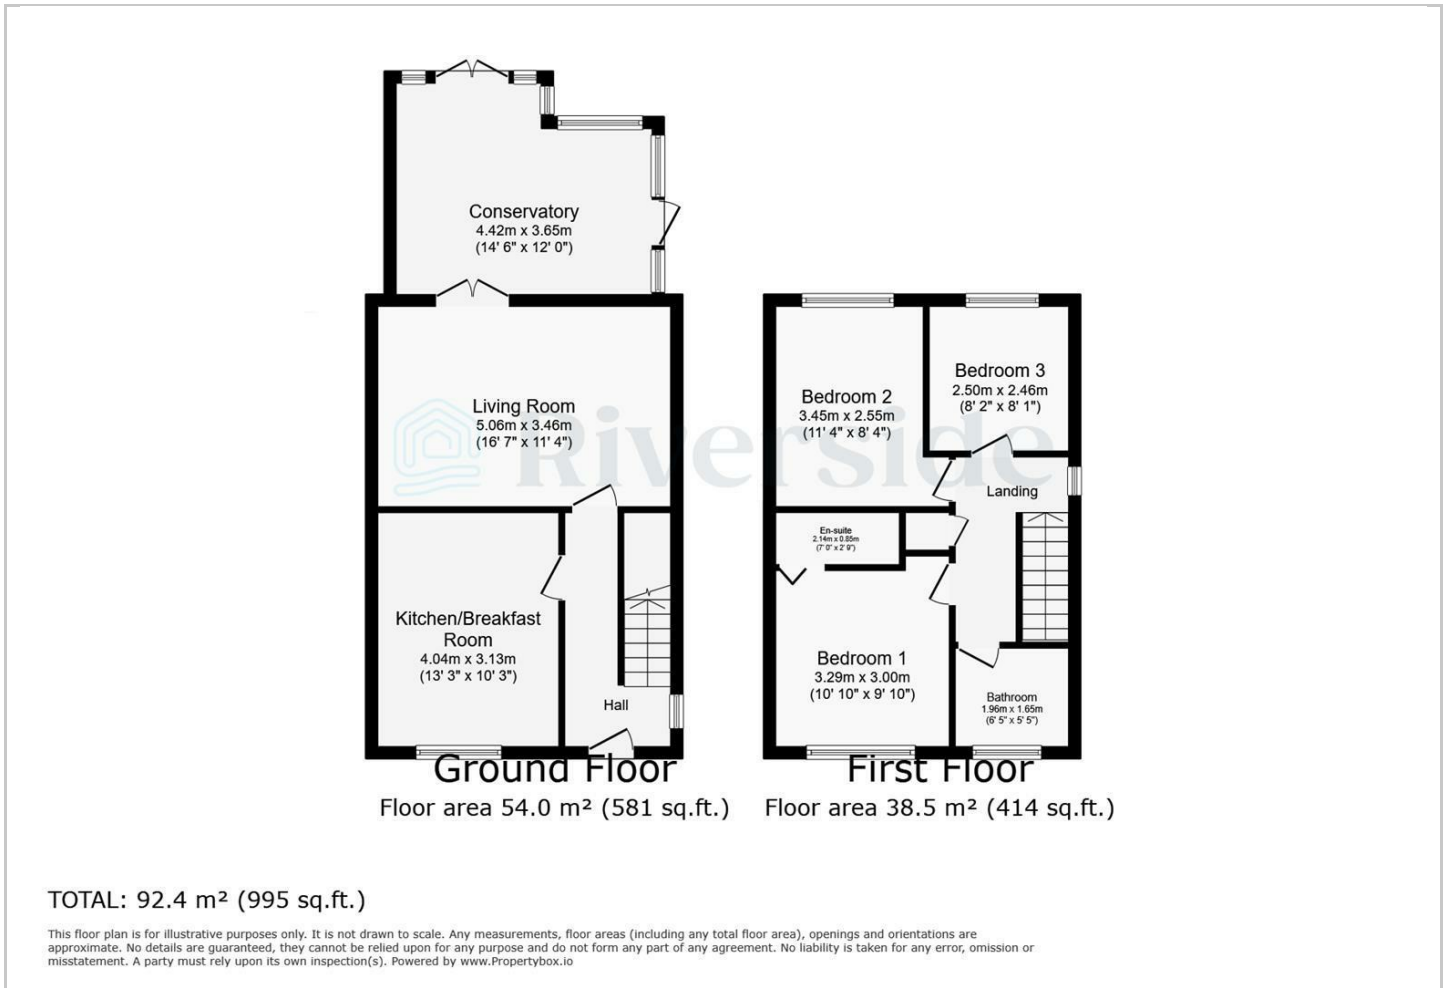 Conservatory
4.42m x 3.65m
(14' 6" x 12' 0")
Living Room
5.06m x 3.46m
(16' 7" x 11' 4")
Kitchen/Breakfast
Room
4.04m x 3.13m
(13' 3" x 10' 3")
Hall
Ground Floor
Floor area 54.0 m² (581 sq.ft.)
Bedroom 2
3.45m x 2.55m
(11' 4" x 8' 4")
Bedroom 3
2.50m x 2.46m
(8' 2" x 8' 1")
Landing
En-suite
2.14m x 0.85m
(7' 0" x 2' 9")
Bedroom 1
3.29m x 3.00m
(10' 10" x 9' 10")
Bathroom
1.96m x 1.65m
(6' 5" x 5' 5")
First Floor
Floor area 38.5 m² (414 sq.ft.)
Riverside
TOTAL: 92.4 m² (995 sq.ft.)
This floor plan is for illustrative purposes only. It is not drawn to scale. Any measurements, floor areas (including any total floor area), openings and orientations are
approximate. No details are guaranteed, they cannot be relied upon for any purpose and do not form any part of any agreement. No liability is taken for any error, omission or
misstatement. A party must rely upon its own inspection(s). Powered by www.Propertybox.io